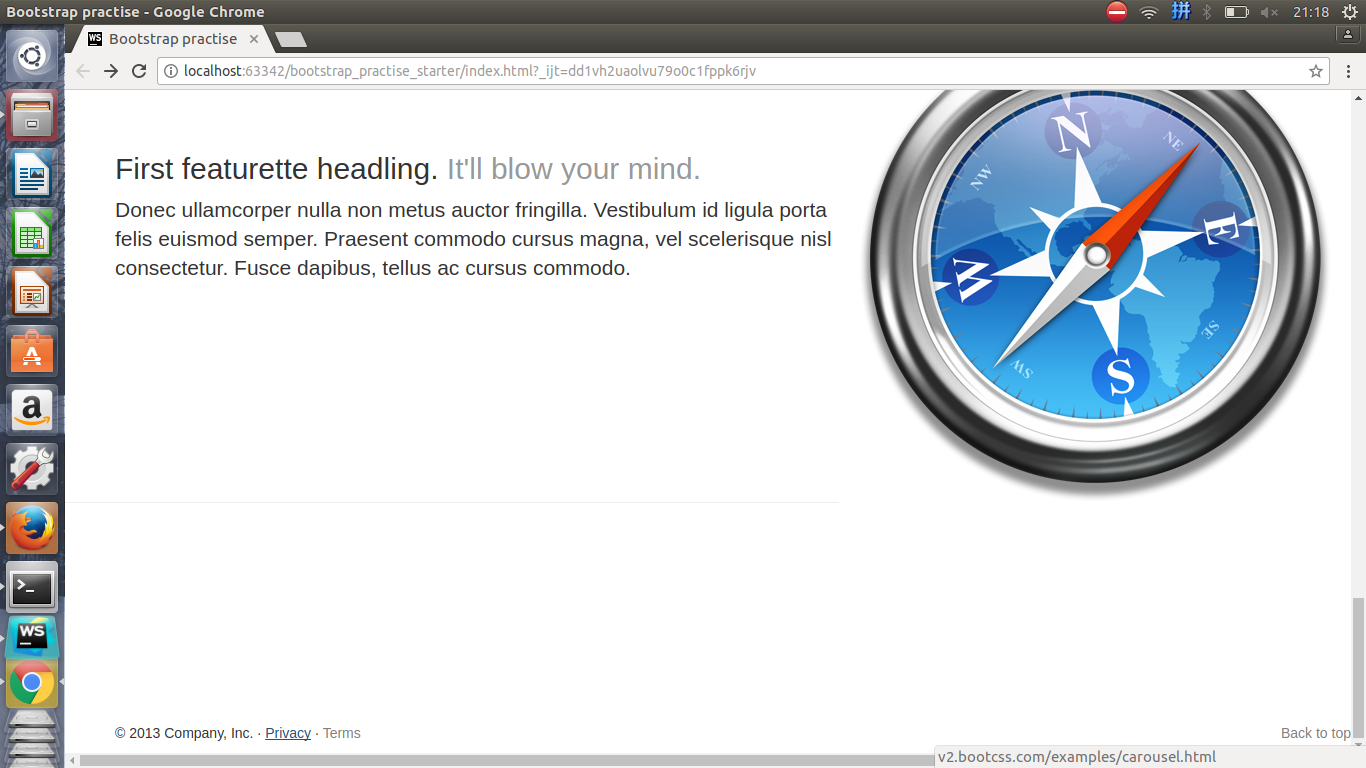 Bootstrap practise - Google Chrome
拼
21:18
WS
Bootstrap practise
localhost:63342/bootstrap_practise_starter/index.html?_ijt=dd1vh2uaolvu79o0c1fppk6rjv
N
NE
NW
E
W
SE
SW
S
First featurette headling. It'll blow your mind.
Donec ullamcorper nulla non metus auctor fringilla. Vestibulum id ligula porta
felis euismod semper. Praesent commodo cursus magna, vel scelerisque nisl
consectetur. Fusce dapibus, tellus ac cursus commodo.
A
a
>_
WS
© 2013 Company, Inc. · Privacy · Terms
Back to top
v2.bootcss.com/examples/carousel.html